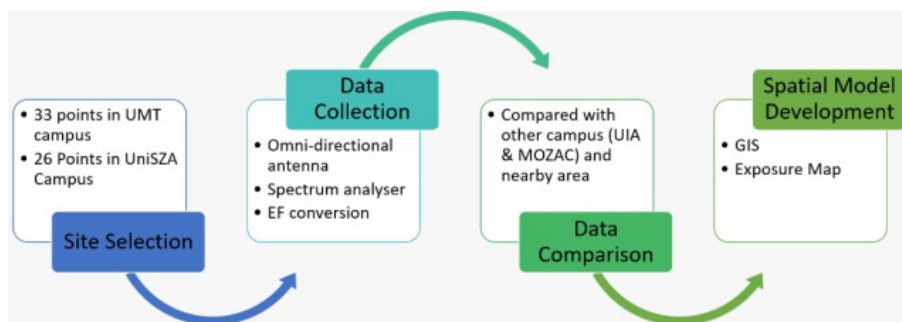 • 33 points in UMT
campus
• 26 Points in UniSZA
Campus
Site Selection
Data
Collection
• Omni-directional
antenna
• Spectrum analyser
• EF conversion
• Compared with
other campus (UIA
& MOZAC) and
nearby area
Data
Comparison
Spatial Model
Development
• GIS
• Exposure Map